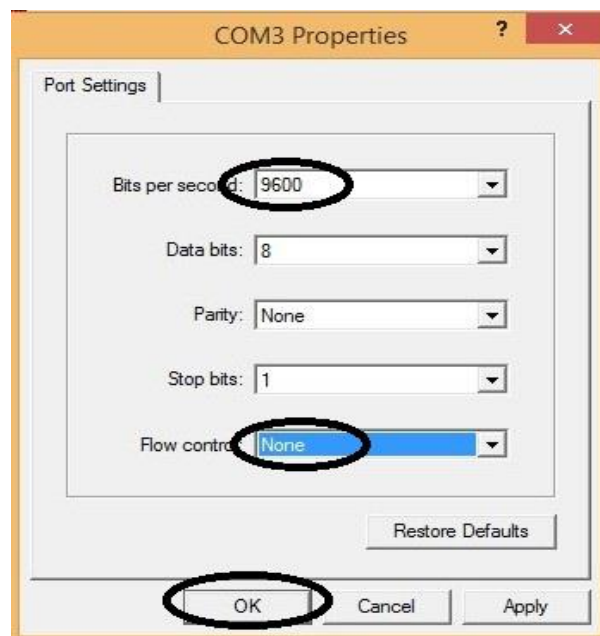 COM3 Properties ?
Port Settings
Bits per second: 9600
Data bits: 8
Parity: None
Stop bits: 1
Flow control: None
Restore Defaults
OK Cancel Apply